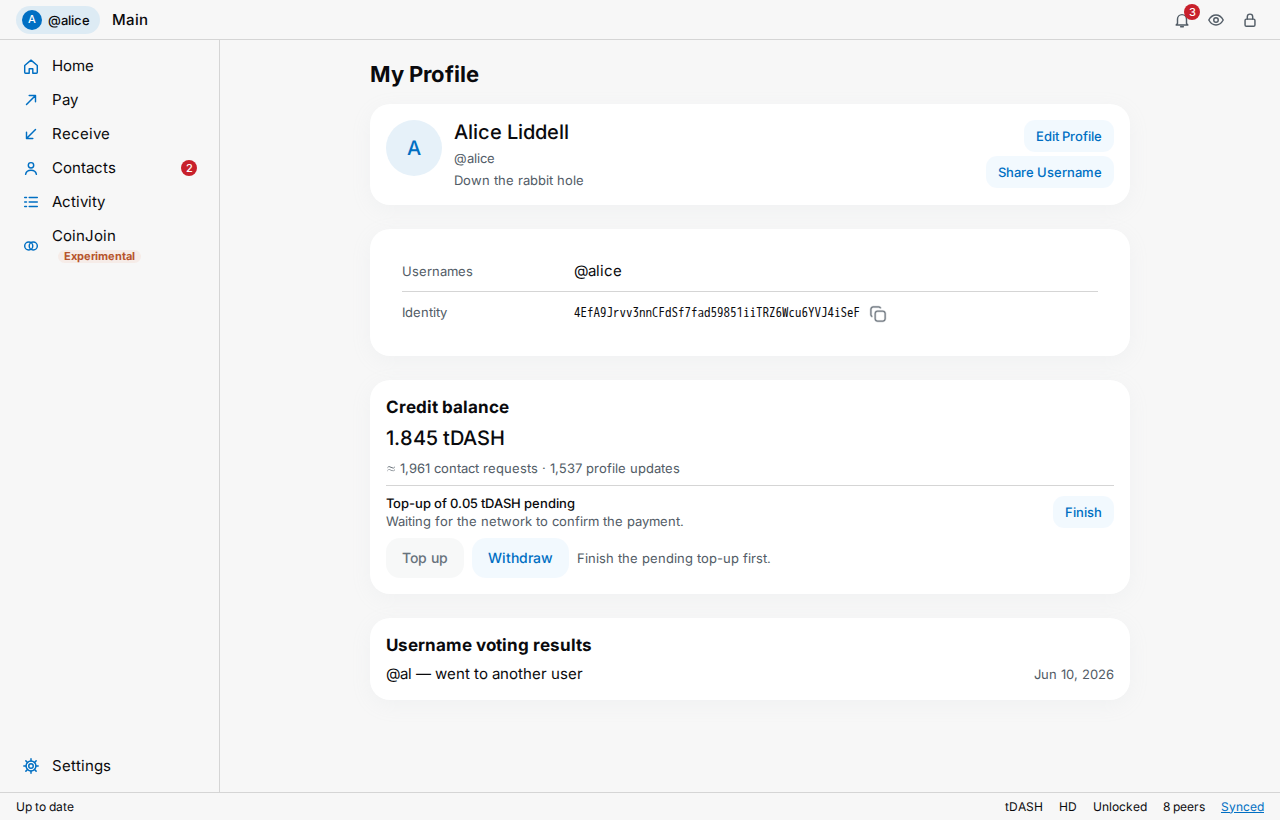 A @alice Main 3
Home
Pay
Receive
Contacts 2
Activity
CoinJoin
Experimental
Settings
My Profile
A
Alice Liddell
@alice
Down the rabbit hole
Edit Profile
Share Username
Usernames @alice
Identity 4EfA9Jrvv3nnCFdSf7fad59851iiTRZ6Wcu6YVJ4iSeF
Credit balance
1.845 tDASH
≈ 1,961 contact requests · 1,537 profile updates
Top-up of 0.05 tDASH pending
Waiting for the network to confirm the payment.
Finish
Top up Withdraw Finish the pending top-up first.
Username voting results
@al — went to another user Jun 10, 2026
Up to date tDASH HD Unlocked 8 peers Synced